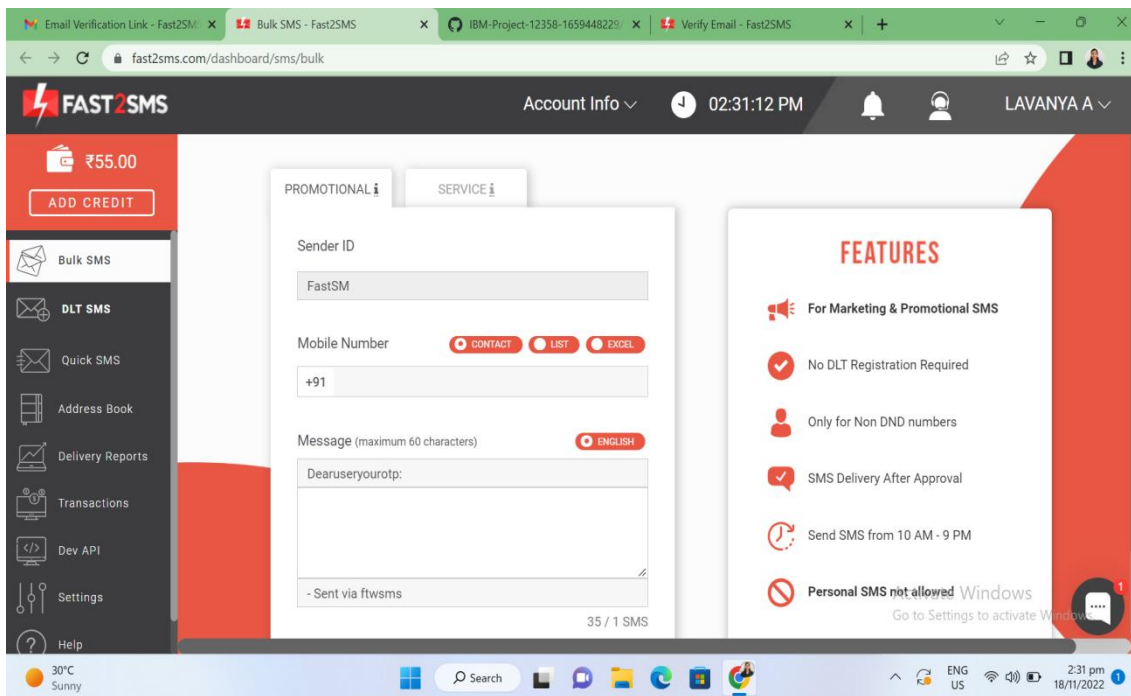 Email Verification Link - Fast2SMS
Bulk SMS - Fast2SMS
IBM-Project-12358-1659448229/
Verify Email - Fast2SMS
fast2sms.com/dashboard/sms/bulk
FAST2SMS
Account Info
02:31:12 PM
LAVANYA A
₹55.00
ADD CREDIT
Bulk SMS
DLT SMS
Quick SMS
Address Book
Delivery Reports
Transactions
Dev API
Settings
Help
PROMOTIONAL i
SERVICE i
Sender ID
FastSM
Mobile Number
CONTACT
LIST
EXCEL
+91
Message (maximum 60 characters)
ENGLISH
Dearuseryourotp:
- Sent via ftwsms
35 / 1 SMS
FEATURES
For Marketing & Promotional SMS
No DLT Registration Required
Only for Non DND numbers
SMS Delivery After Approval
Send SMS from 10 AM - 9 PM
Personal SMS not allowed
Activate Windows
Go to Settings to activate Windows.
1
30°C
Sunny
Search
ENG
US
2:31 pm
18/11/2022
1